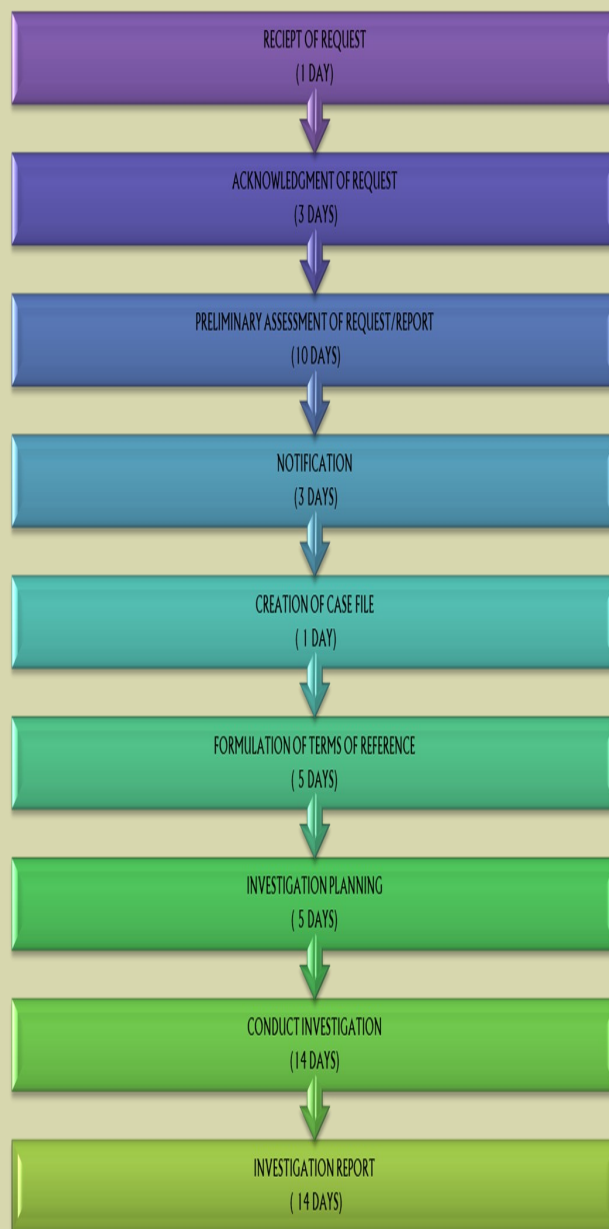 RECIEPT OF REQUEST
(1 DAY)
ACKNOWLEDGMENT OF REQUEST
(3 DAYS)
PRELIMINARY ASSESSMENT OF REQUEST/REPORT
(10 DAYS)
NOTIFICATION
(3 DAYS)
CREATION OF CASE FILE
( 1 DAY)
FORMULATION OF TERMS OF REFERENCE
( 5 DAYS)
INVESTIGATION PLANNING
( 5 DAYS)
CONDUCT INVESTIGATION
(14 DAYS)
INVESTIGATION REPORT
( 14 DAYS)